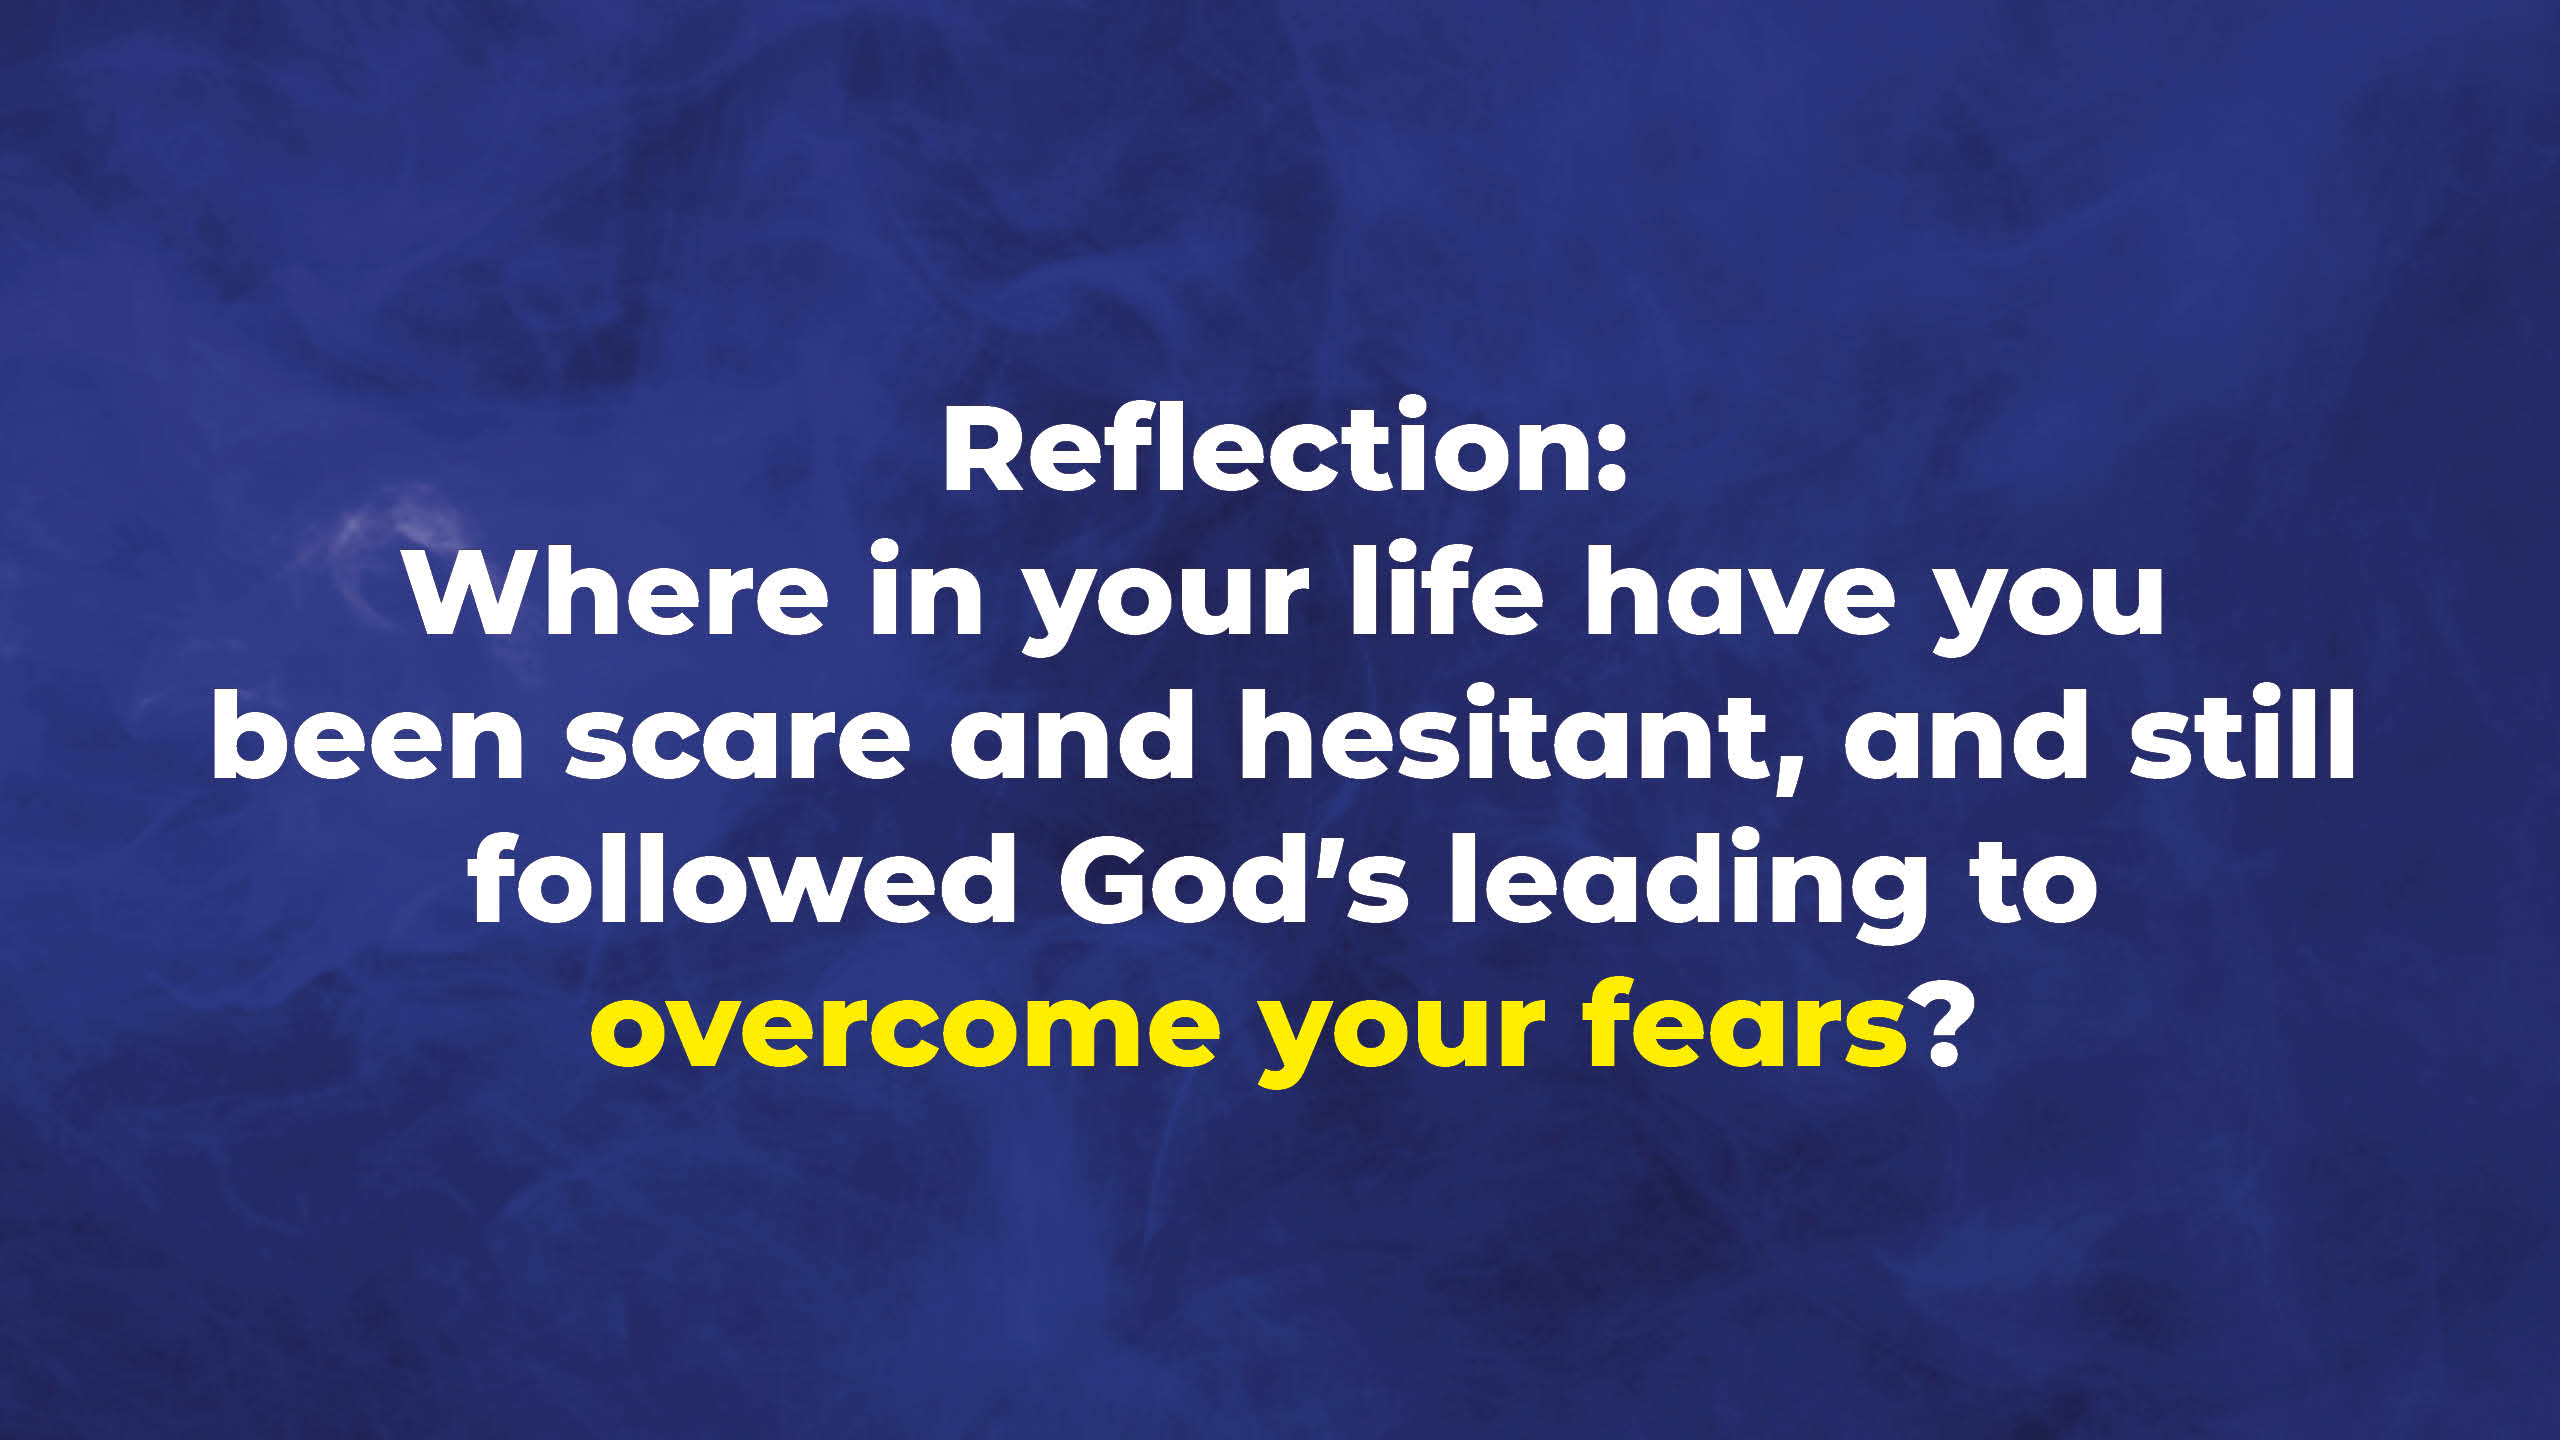 Reflection:
Where in your life have you
been scare and hesitant, and still
followed God's leading to
overcome your fears?